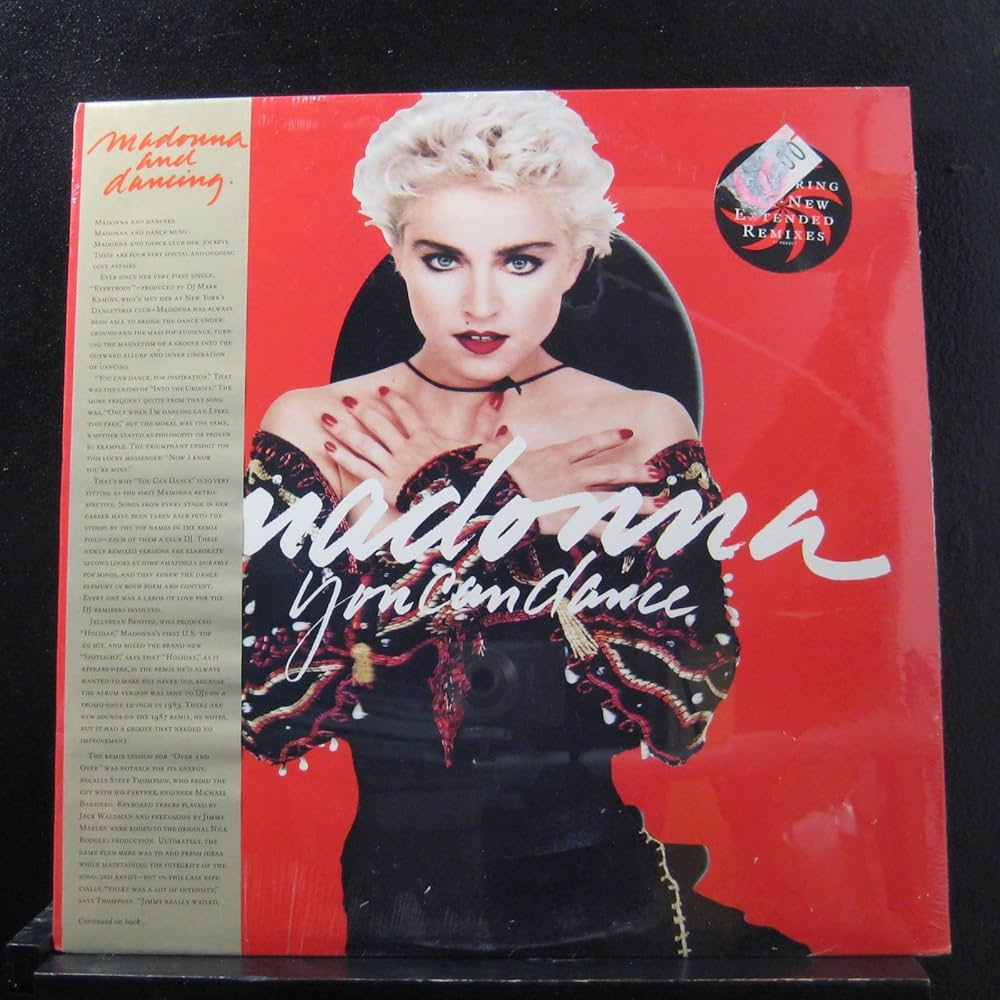 madonna
and
dancing.
Madonna and dancers.
Madonna and dance music.
Madonna and dance club disc jockeys.
These are four very special and ongoing
love affairs.
Ever since her very first single,
"Everybody"—produced by DJ Mark
Kamins, who'd met her at New York's
Danceteria club—Madonna has always
been able to bridge the dance under-
ground and the mass pop audience, turn-
ing the magnetism of a groove into the
outward allure and inner liberation
of dancing.
"You can dance, for inspiration." That
was the credo of "Into the Groove." The
more frequent quote from that song
was, "Only when I'm dancing can I feel
this free," but the moral was the same,
whether stated as philosophy or proven
by example. The triumphant upshot for
this lucky messenger: "Now I know
you're mine."
That's why "You Can Dance" is so very
fitting as the first Madonna retro-
spective. Songs from every stage in her
career have been taken back into the
studio by the top names in the remix
field—each of them a club DJ. These
newly remixed versions are elaborate
second looks at some amazingly durable
pop songs, and they renew the dance
element in both form and content.
Every one was a labor of love for the
DJ-remixers involved.
Jellybean Benitez, who produced
"Holiday," Madonna's first U.S. top
20 hit, and mixed the brand-new
"Spotlight," says that "Holiday," as it
appears here, is the remix he'd always
wanted to make but never did, because
the album version was sent to DJs on a
promo-only 12-inch in 1983. There are
new sounds on the 1987 remix, he notes,
but it had a groove that needed no
improvement.
The remix session for "Over and
Over" was notable for its energy,
recalls Steve Thompson, who redid the
cut with his partner, engineer Michael
Barbiero. Keyboard tracks played by
Jack Waldman and percussion by Jimmy
Maelen were added to the original Nile
Rodgers production. Ultimately, the
game plan here was to add fresh ideas
while maintaining the integrity of the
song and artist—but in this case espe-
cially, "there was a lot of intensity,"
says Thompson. "Jimmy really wailed,
Continued on back
madonna
you can dance
New
Extended
Remixes